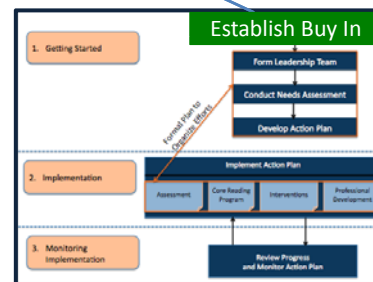 Establish Buy In
1. Getting Started
Form Leadership Team
Conduct Needs Assessment
Develop Action Plan
Format Plan to
Organize Efforts
2. Implementation
Implement Action Plan
Assessment
Core Reading
Program
Interventions
Professional
Development
3. Monitoring
Implementation
Review Progress
and Monitor Action Plan